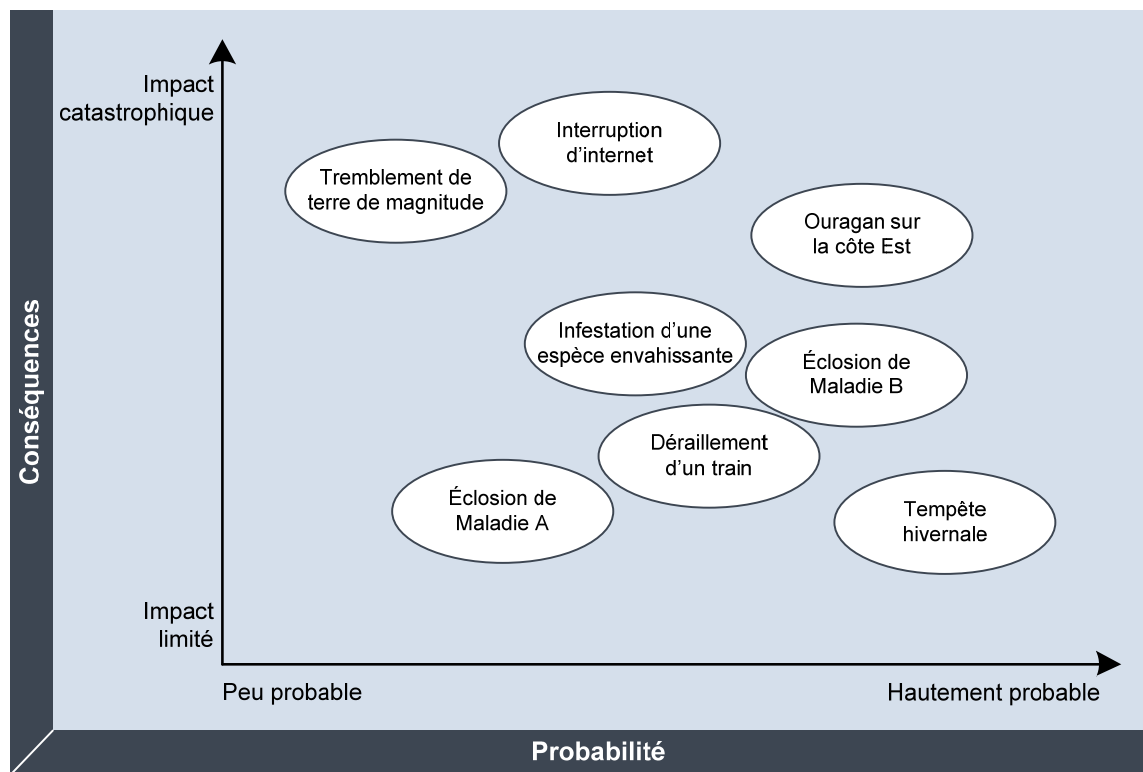 Conséquences
Impact
catastrophique
Interruption
d'internet
Tremblement de
terre de magnitude
Ouragan sur
la côte Est
Infestation d'une
espèce envahissante
Éclosion de
Maladie B
Déraillement
d'un train
Éclosion de
Maladie A
Tempête
hivernale
Impact
limité
Peu probable
Hautement probable
Probabilité